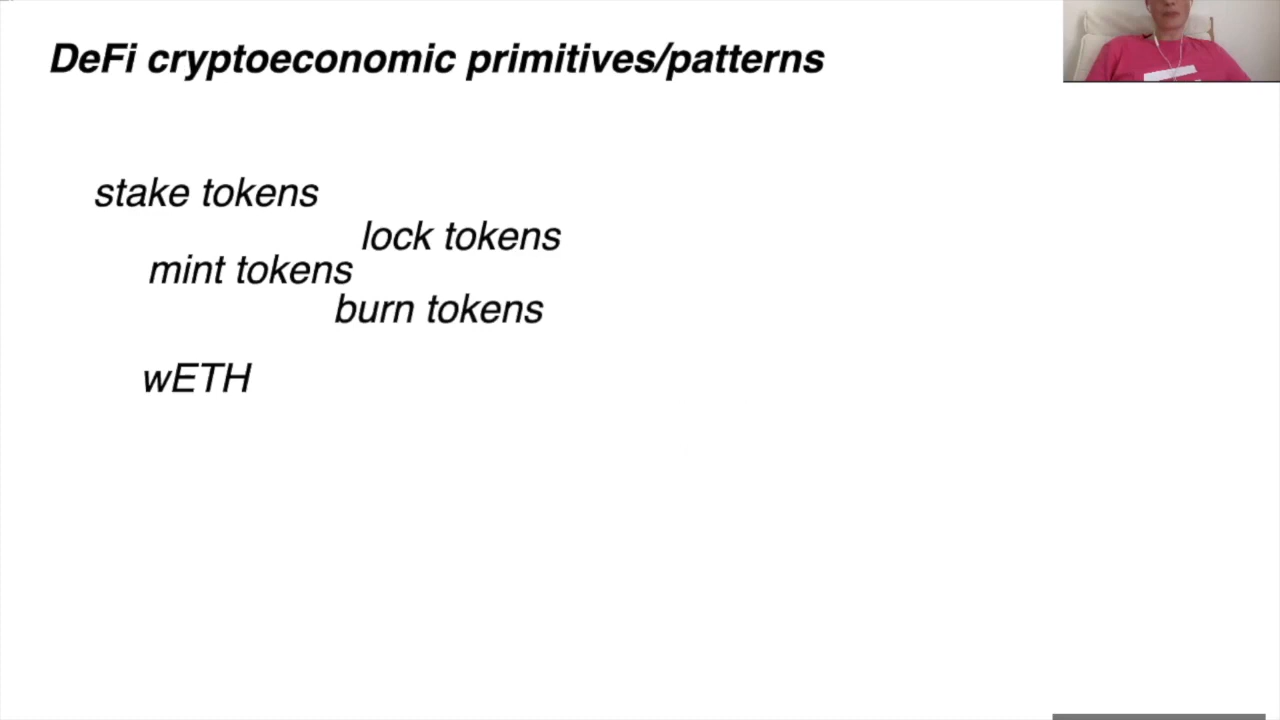 DeFi cryptoeconomic primitives/patterns
stake tokens
lock tokens
mint tokens
burn tokens
wETH